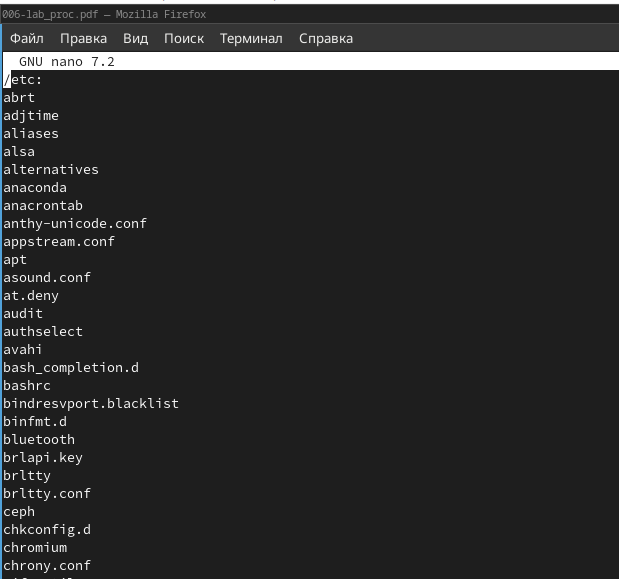 006-lab_proc.pdf — Mozilla Firefox
Файл Правка Вид Поиск Терминал Справка
GNU nano 7.2
/etc:
abrt
adjtime
aliases
alsa
alternatives
anaconda
anacrontab
anthy-unicode.conf
appstream.conf
apt
asound.conf
at.deny
audit
authselect
avahi
bash_completion.d
bashrc
bindresvport.blacklist
binfmt.d
bluetooth
brlapi.key
brltty
brltty.conf
ceph
chkconfig.d
chromium
chrony.conf